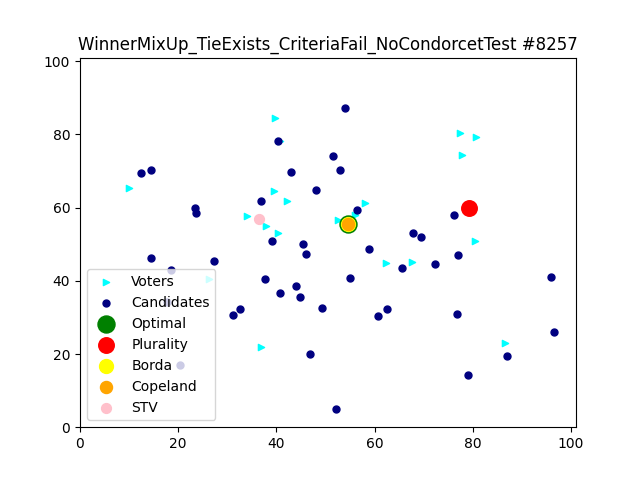 WinnerMixUp_TieExists_CriteriaFail_NoCondorcetTest #8257
100
80
60
40
20
0
Voters
Candidates
Optimal
Plurality
Borda
Copeland
STV
0 20 40 60 80 100